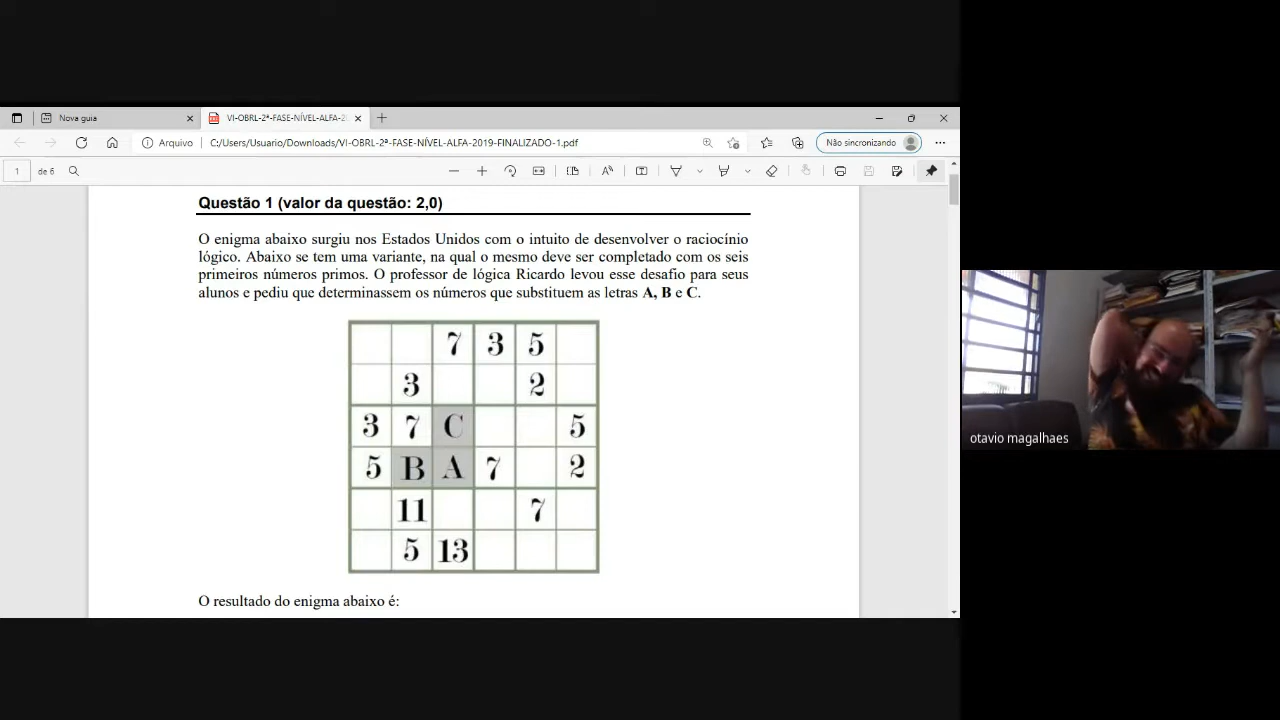 Nova guia
VI-OBRL-2ª-FASE-NÍVEL-ALFA-20
Arquivo
C:/Users/Usuario/Downloads/VI-OBRL-2ª-FASE-NÍVEL-ALFA-2019-FINALIZADO-1.pdf
Não sincronizando
1 de 6
Questão 1 (valor da questão: 2,0)
O enigma abaixo surgiu nos Estados Unidos com o intuito de desenvolver o raciocínio
lógico. Abaixo se tem uma variante, na qual o mesmo deve ser completado com os seis
primeiros números primos. O professor de lógica Ricardo levou esse desafio para seus
alunos e pediu que determinassem os números que substituem as letras A, B e C.
7 3 5
3 2
3 7 C 5
5 B A 7 2
11 7
5 13
O resultado do enigma abaixo é:
otavio magalhaes